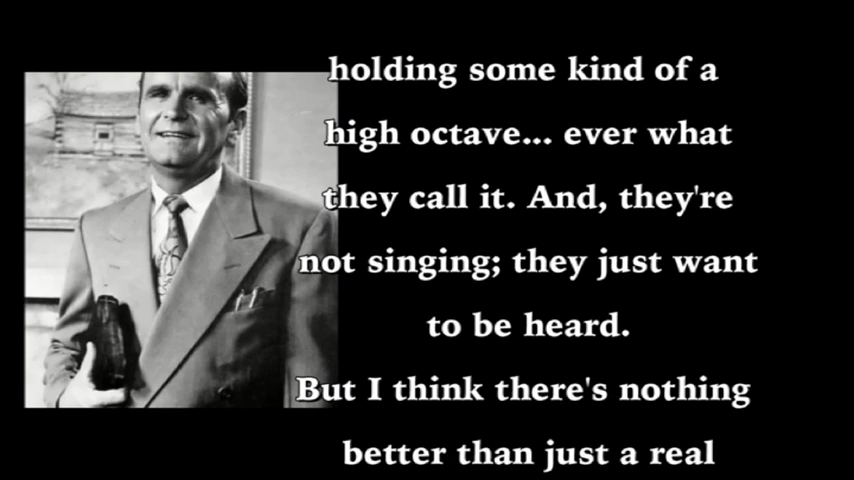 holding some kind of a
high octave... ever what
they call it. And, they're
not singing; they just want
to be heard.
But I think there's nothing
better than just a real